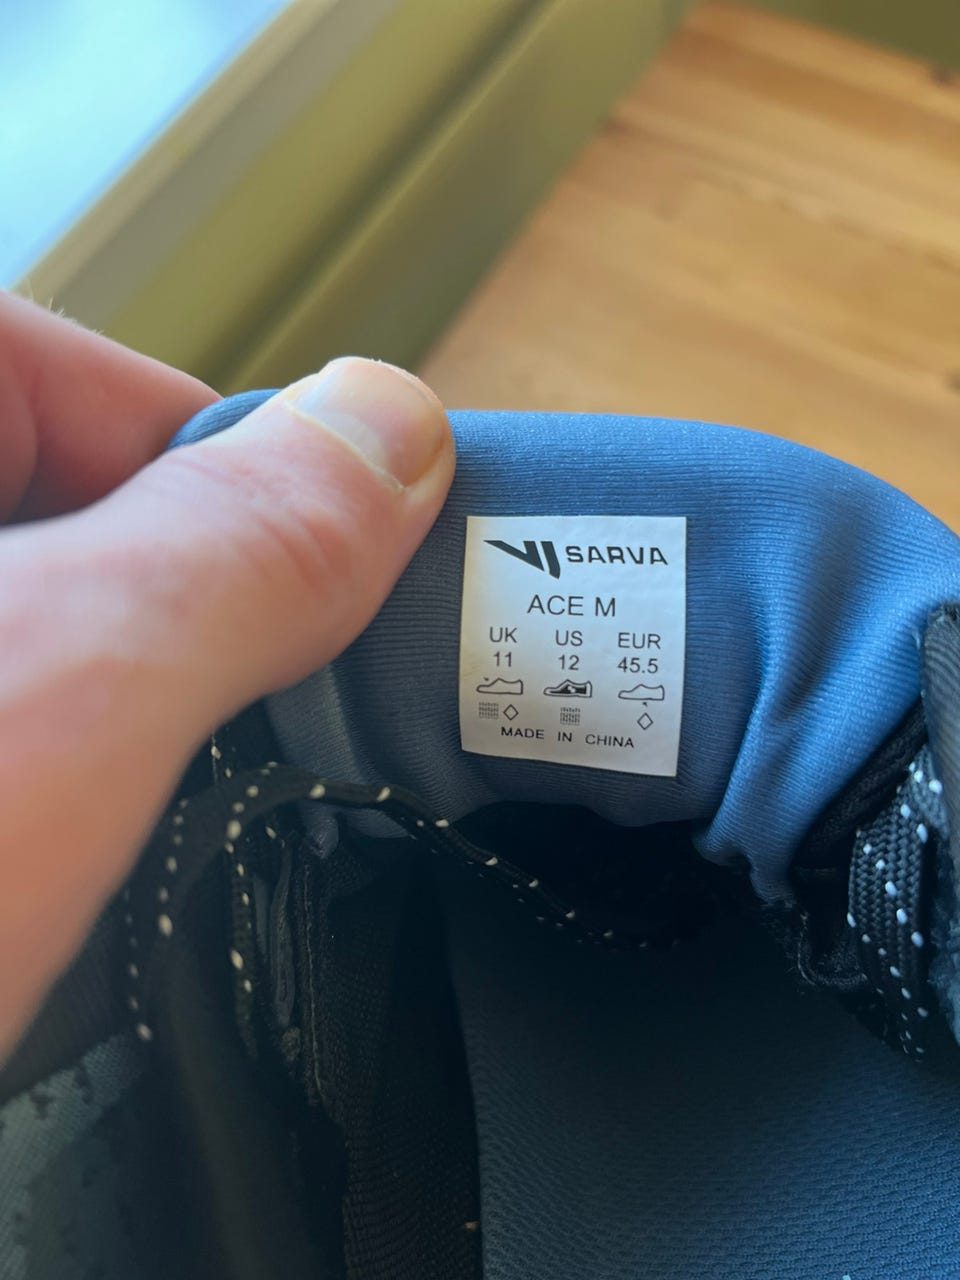 SARVA
ACE M
UK US EUR
11 12 45.5
MADE IN CHINA